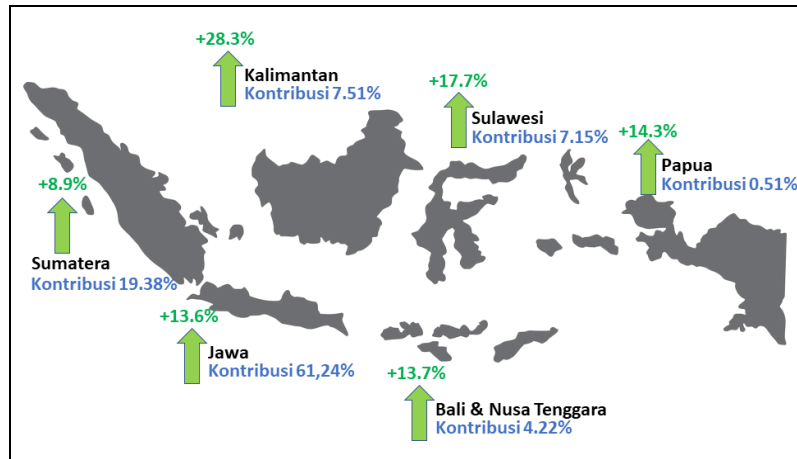 +28.3%
Kalimantan
Kontribusi 7.51%
+17.7%
Sulawesi
Kontribusi 7.15%
+14.3%
Papua
Kontribusi 0.51%
+8.9%
Sumatera
Kontribusi 19.38%
+13.6%
Jawa
Kontribusi 61,24%
+13.7%
Bali & Nusa Tenggara
Kontribusi 4.22%